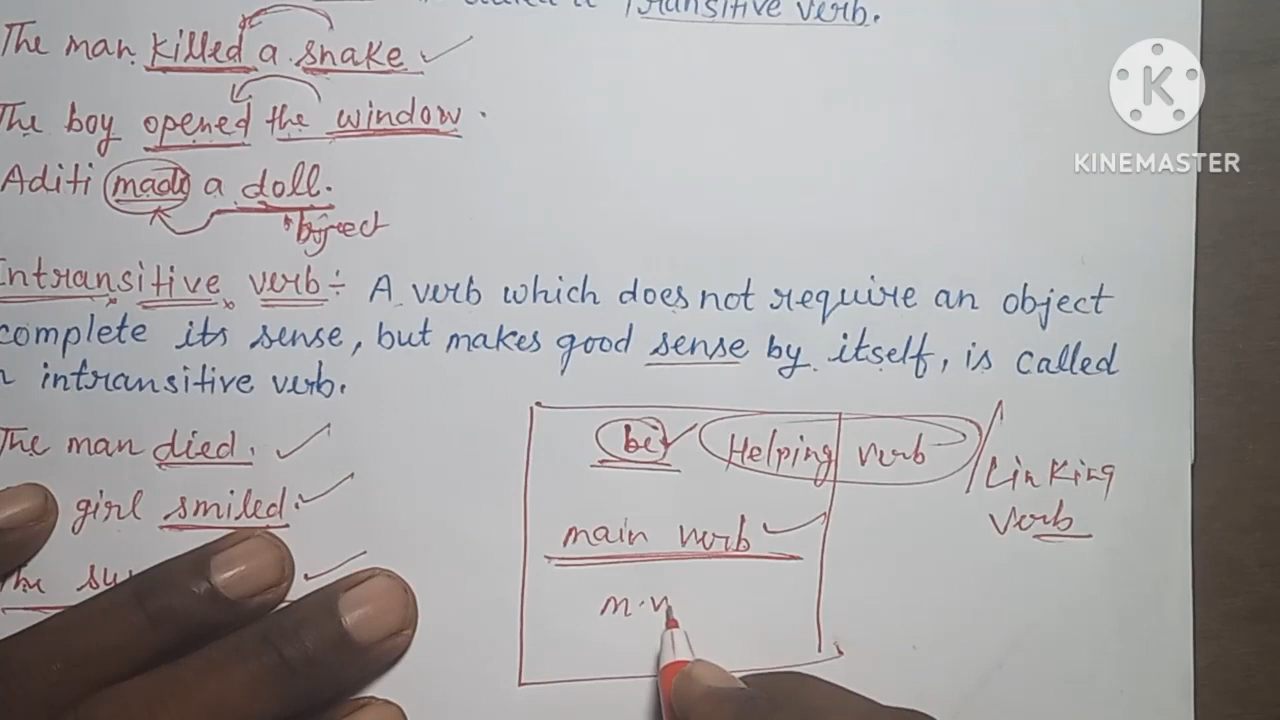 Transitive verb.
The man killed a snake
The boy opened the window.
Aditi made a doll.
object
Intransitive verb÷ A verb which does not require an object
complete its sense, but makes good sense by itself, is called
intransitive verb.
The man died.
girl smiled.
The
be Helping verb / Linking
verb
main verb
m.v
K
KINEMASTER